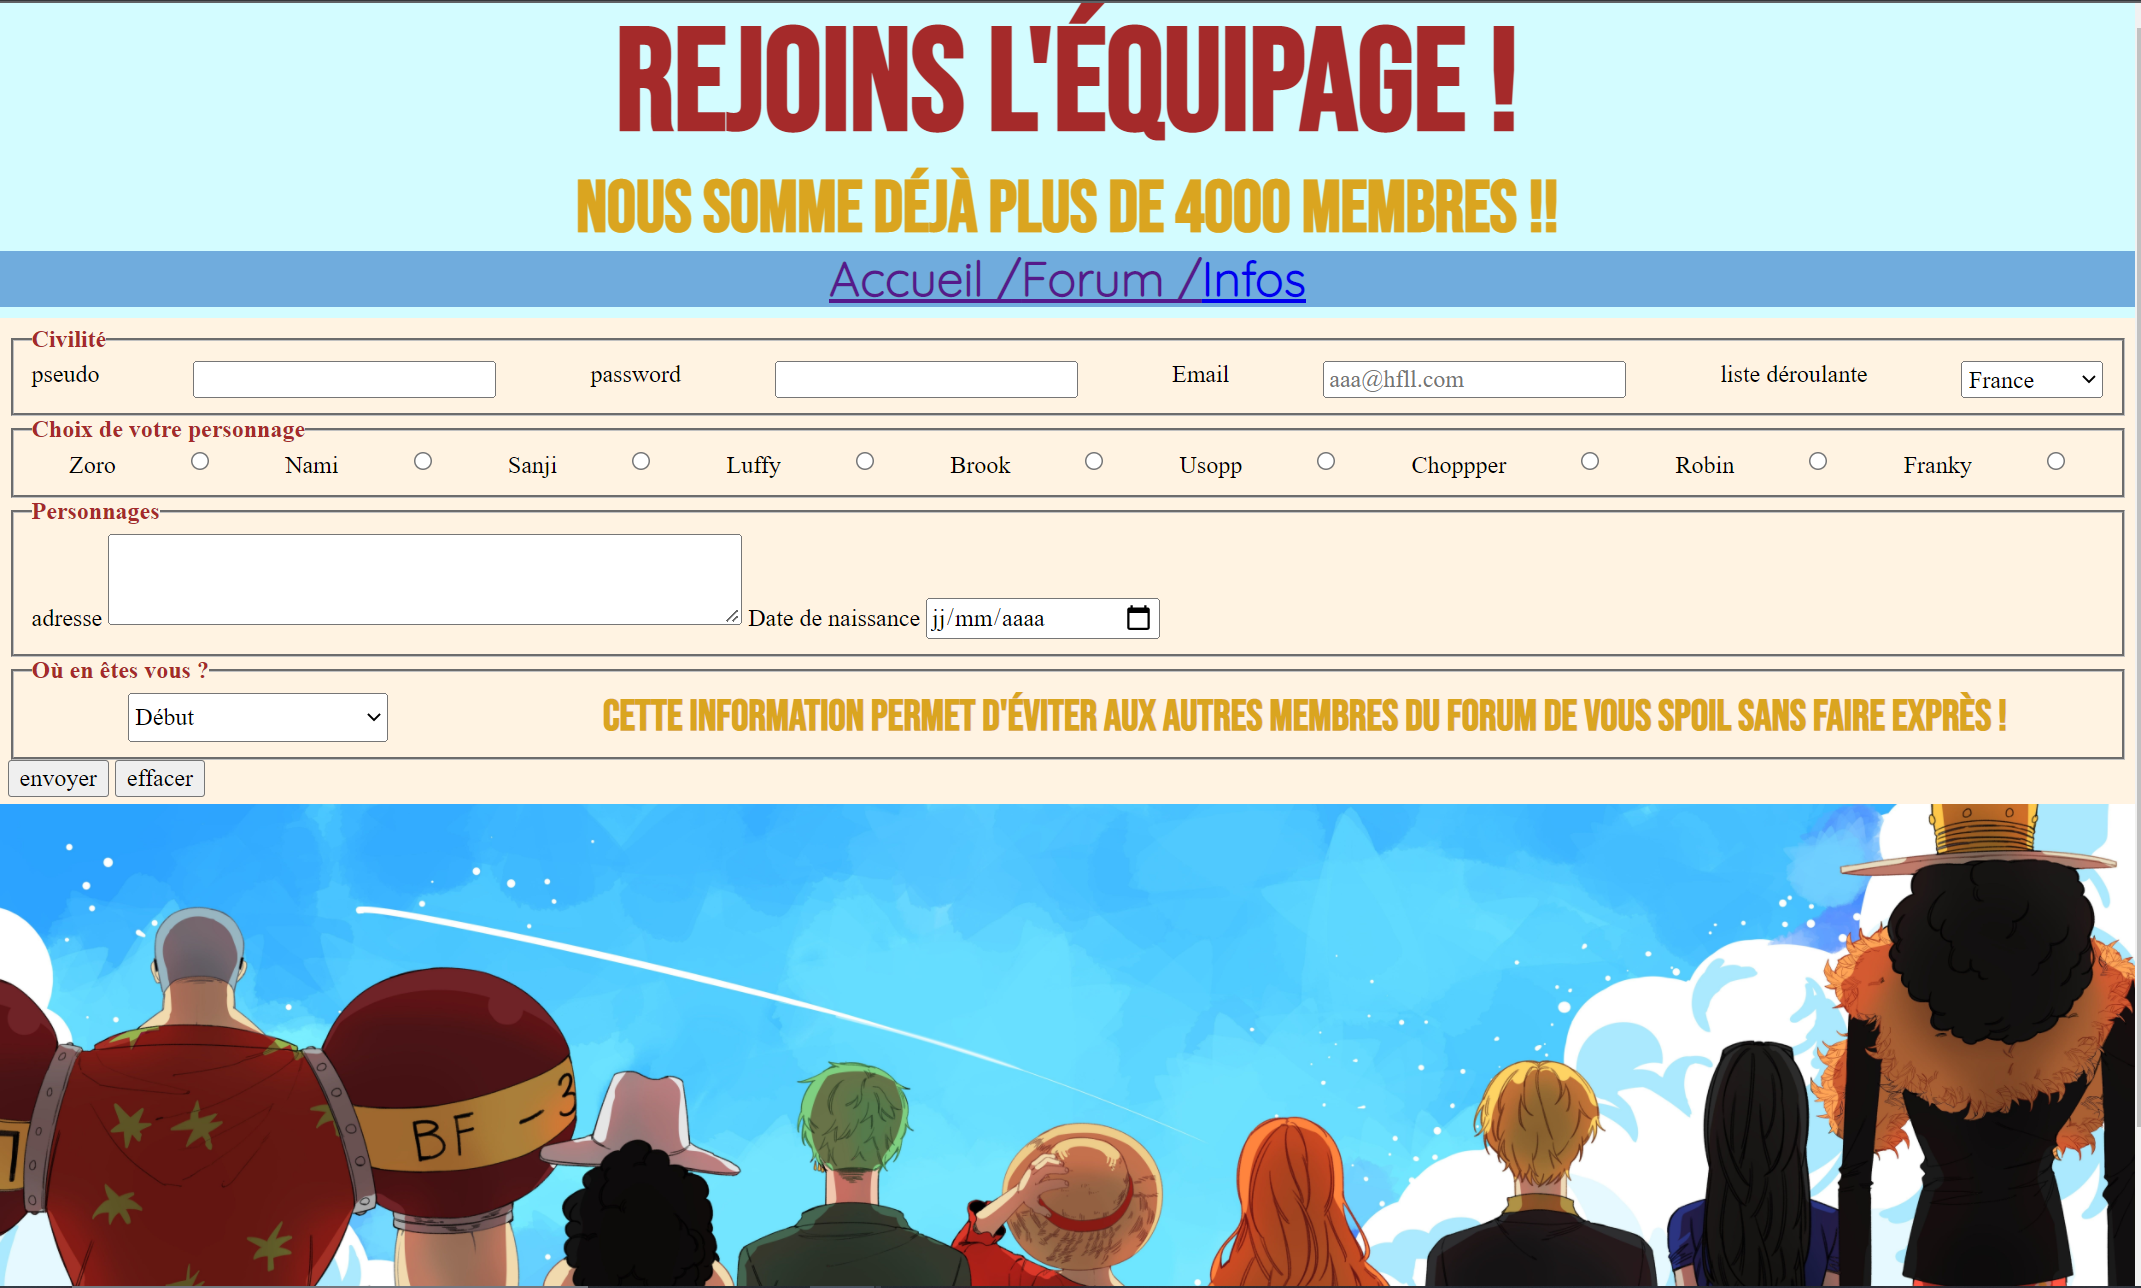 REJOINS L'ÉQUIPAGE !
NOUS SOMME DÉJÀ PLUS DE 4000 MEMBRES !!
Accueil /Forum /Infos
Civilité
pseudo password Email aaa@hfll.com liste déroulante France
Choix de votre personnage
Zoro Nami Sanji Luffy Brook Usopp Choppper Robin Franky
Personnages
adresse Date de naissance jj/mm/aaaa
Où en êtes vous ?
Début CETTE INFORMATION PERMET D'ÉVITER AUX AUTRES MEMBRES DU FORUM DE VOUS SPOIL SANS FAIRE EXPRÈS !
envoyer effacer
BF - 3